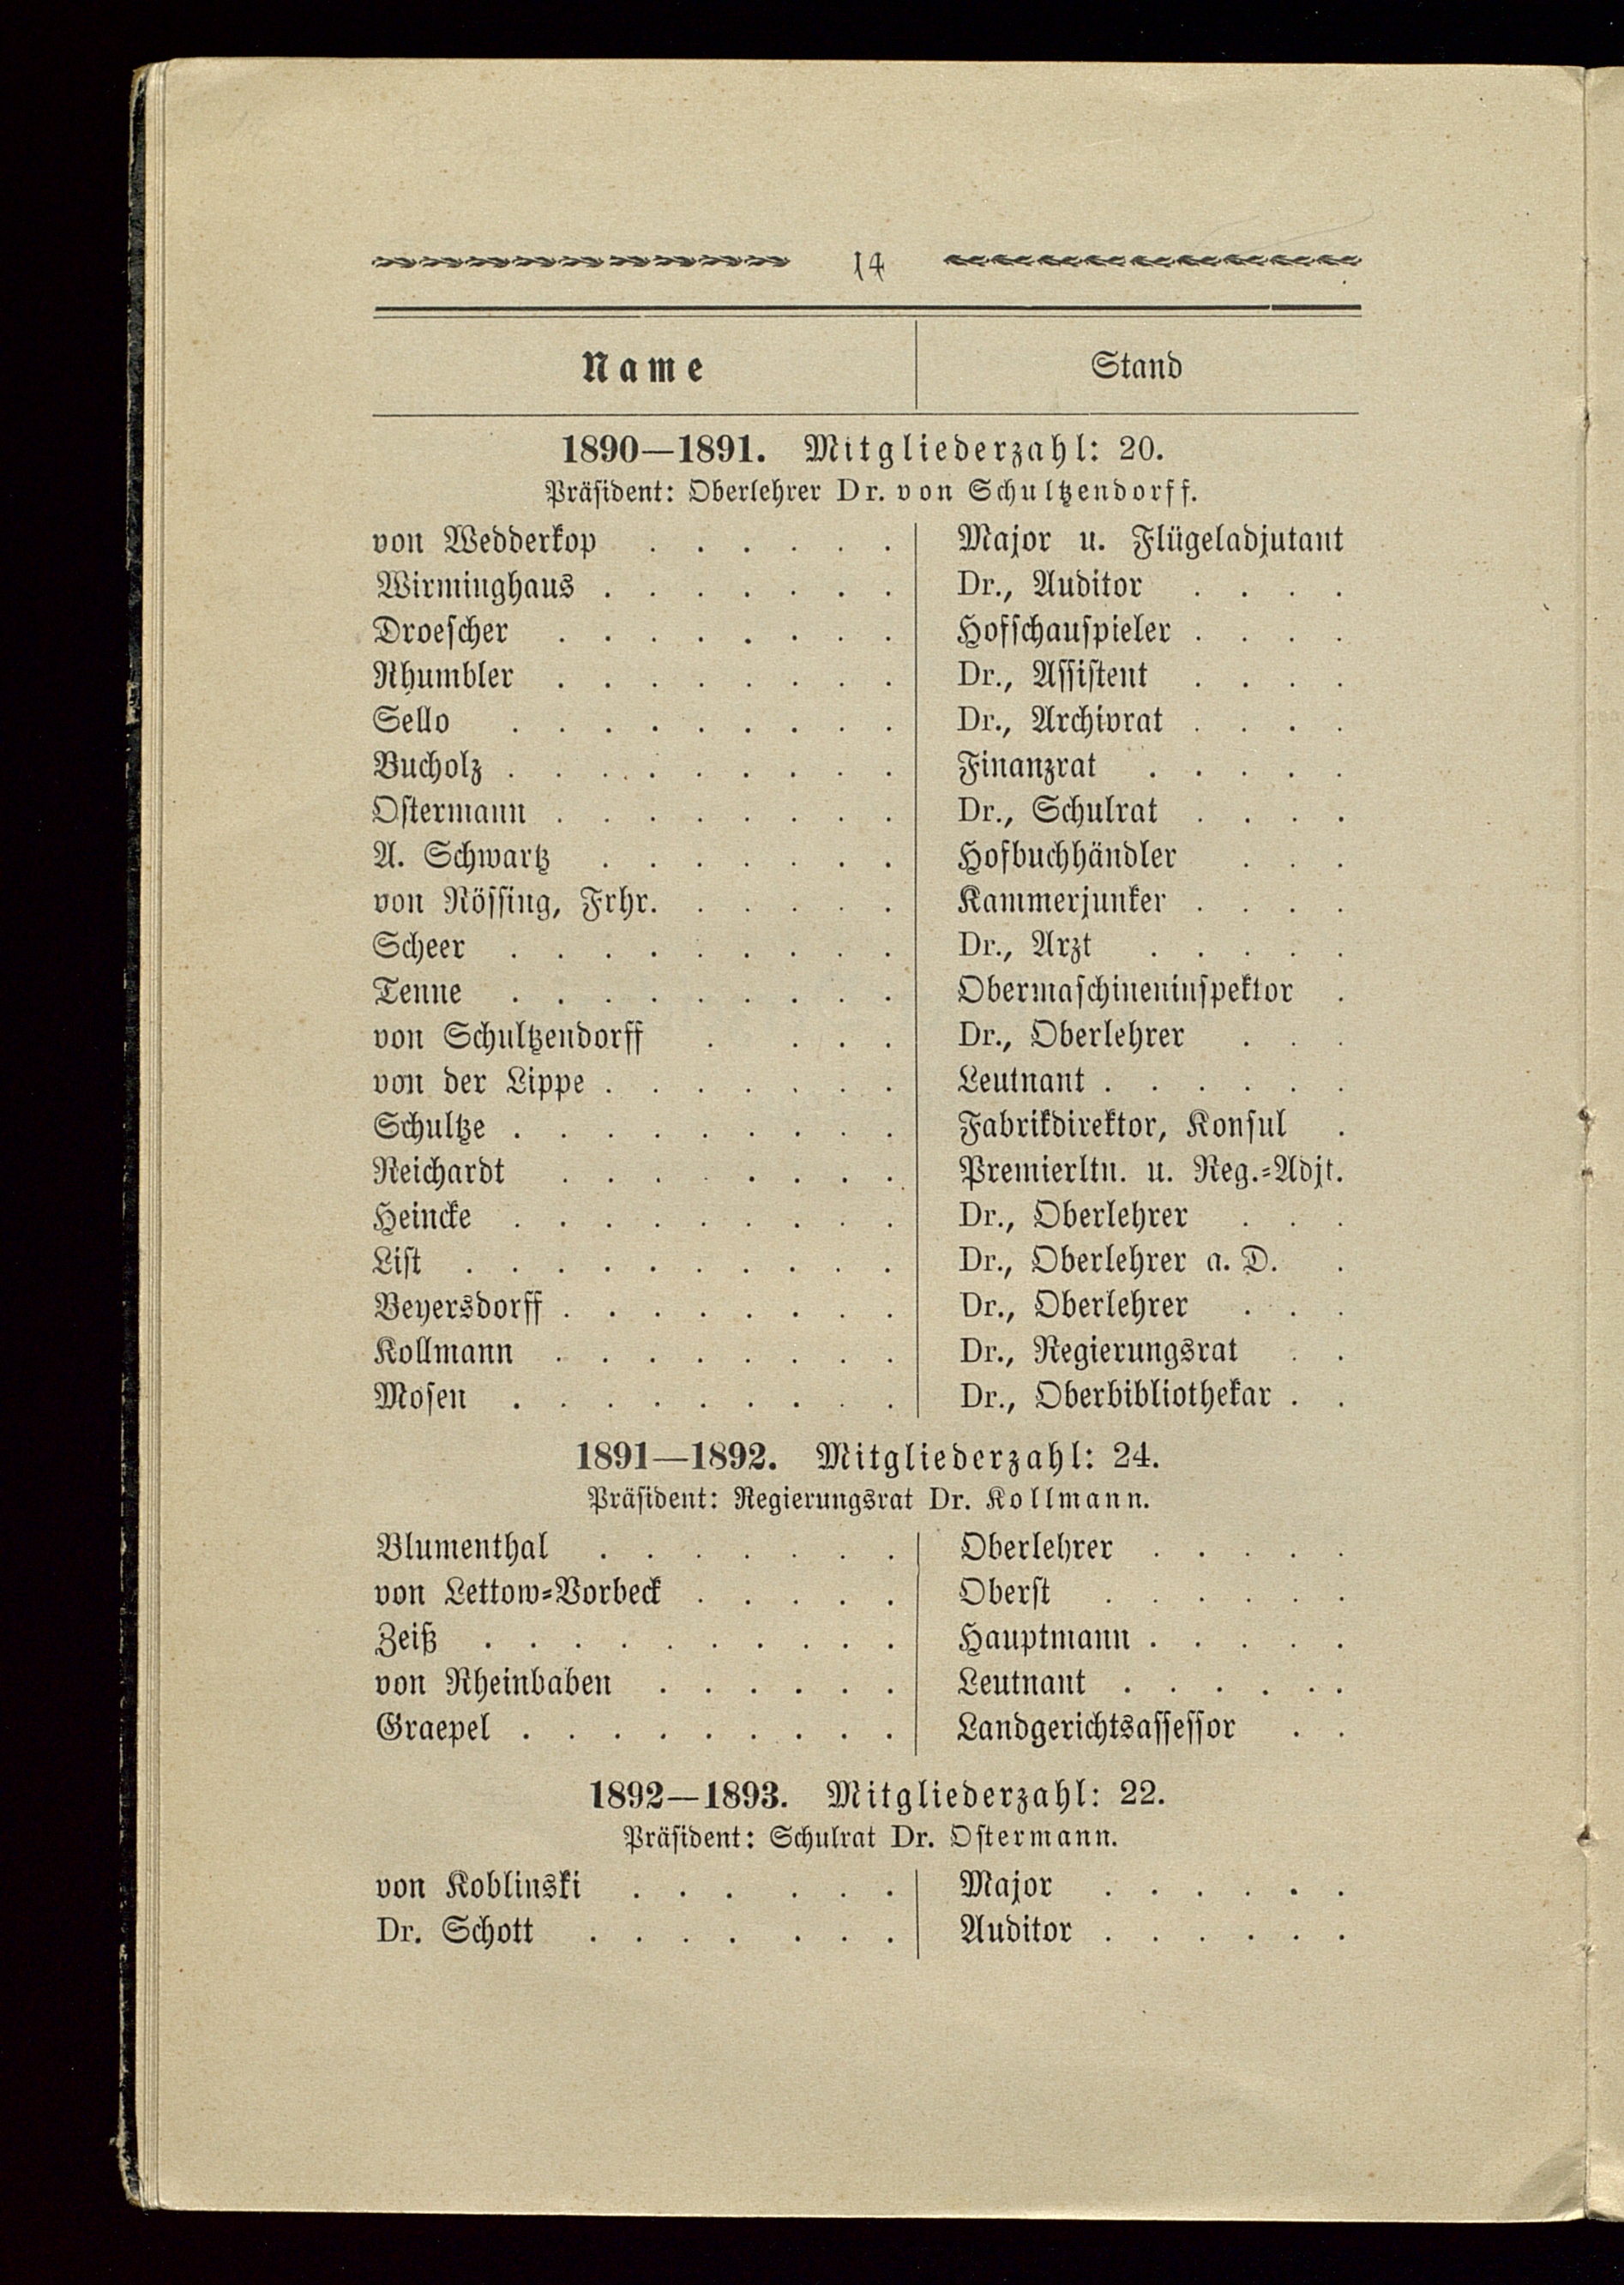 14
Name Stand
1890—1891. Mitgliederzahl: 20.
Präsident: Oberlehrer Dr. von Schultzendorff.
von Wedderkop . . . . . . Major u. Flügeladjutant
Wirminghaus . . . . . . . Dr., Auditor . . . .
Droescher . . . . . . . . Hofschauspieler . . . .
Rhumbler . . . . . . . . Dr., Assistent . . . .
Sello . . . . . . . . . Dr., Archivrat . . . .
Bucholz . . . . . . . . . Finanzrat . . . . .
Ostermann . . . . . . . . Dr., Schulrat . . . .
A. Schwartz . . . . . . . Hofbuchhändler . . .
von Rössing, Frhr. . . . . . Kammerjunker . . . .
Scheer . . . . . . . . . Dr., Arzt . . . . .
Tenne . . . . . . . . . Obermaschineninspektor .
von Schultzendorff . . . . Dr., Oberlehrer . . .
von der Lippe . . . . . . . Leutnant . . . . . .
Schultze . . . . . . . . . Fabrikdirektor, Konsul .
Reichardt . . . . . . . . Premierltn. u. Reg.-Adjt.
Heincke . . . . . . . . . Dr., Oberlehrer . . .
List . . . . . . . . . . Dr., Oberlehrer a. D. .
Beyersdorff . . . . . . . . Dr., Oberlehrer . . .
Kollmann . . . . . . . . Dr., Regierungsrat . .
Mosen . . . . . . . . . Dr., Oberbibliothekar . .
1891—1892. Mitgliederzahl: 24.
Präsident: Regierungsrat Dr. Kollmann.
Blumenthal . . . . . . . Oberlehrer . . . . .
von Lettow-Vorbeck . . . . . Oberst . . . . . .
Zeiß . . . . . . . . . . Hauptmann . . . . .
von Rheinbaben . . . . . . Leutnant . . . . . .
Graepel . . . . . . . . . Landgerichtsassessor . .
1892—1893. Mitgliederzahl: 22.
Präsident: Schulrat Dr. Ostermann.
von Koblinski . . . . . . Major . . . . . .
Dr. Schott . . . . . . . Auditor . . . . . .